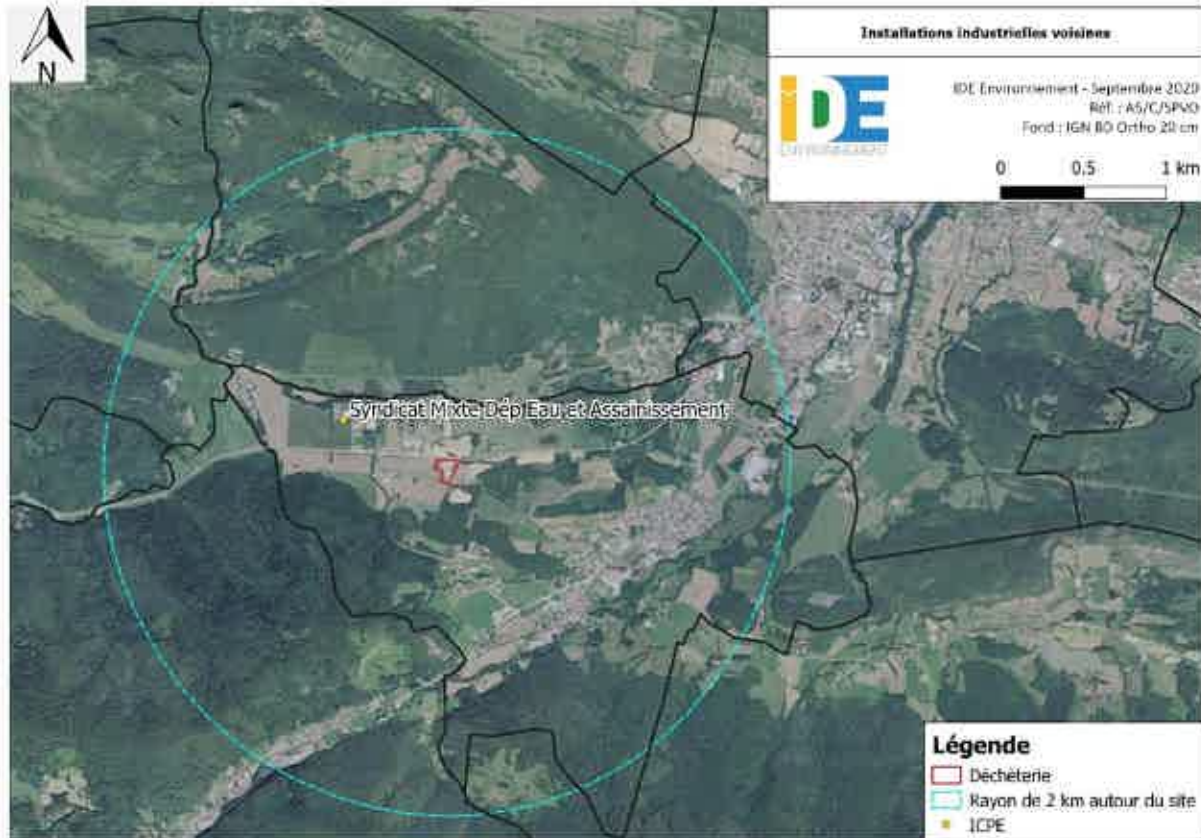 N
Installations industrielles voisines
IDE
ENVIRONNEMENT
IDE Environnement - Septembre 2020
Réf. : AS/C/SPVO
Fond : IGN BD Ortho 20 cm
0 0.5 1 km
Syndicat Mixte Dép Eau et Assainissement
Légende
Déchèterie
Rayon de 2 km autour du site
ICPE